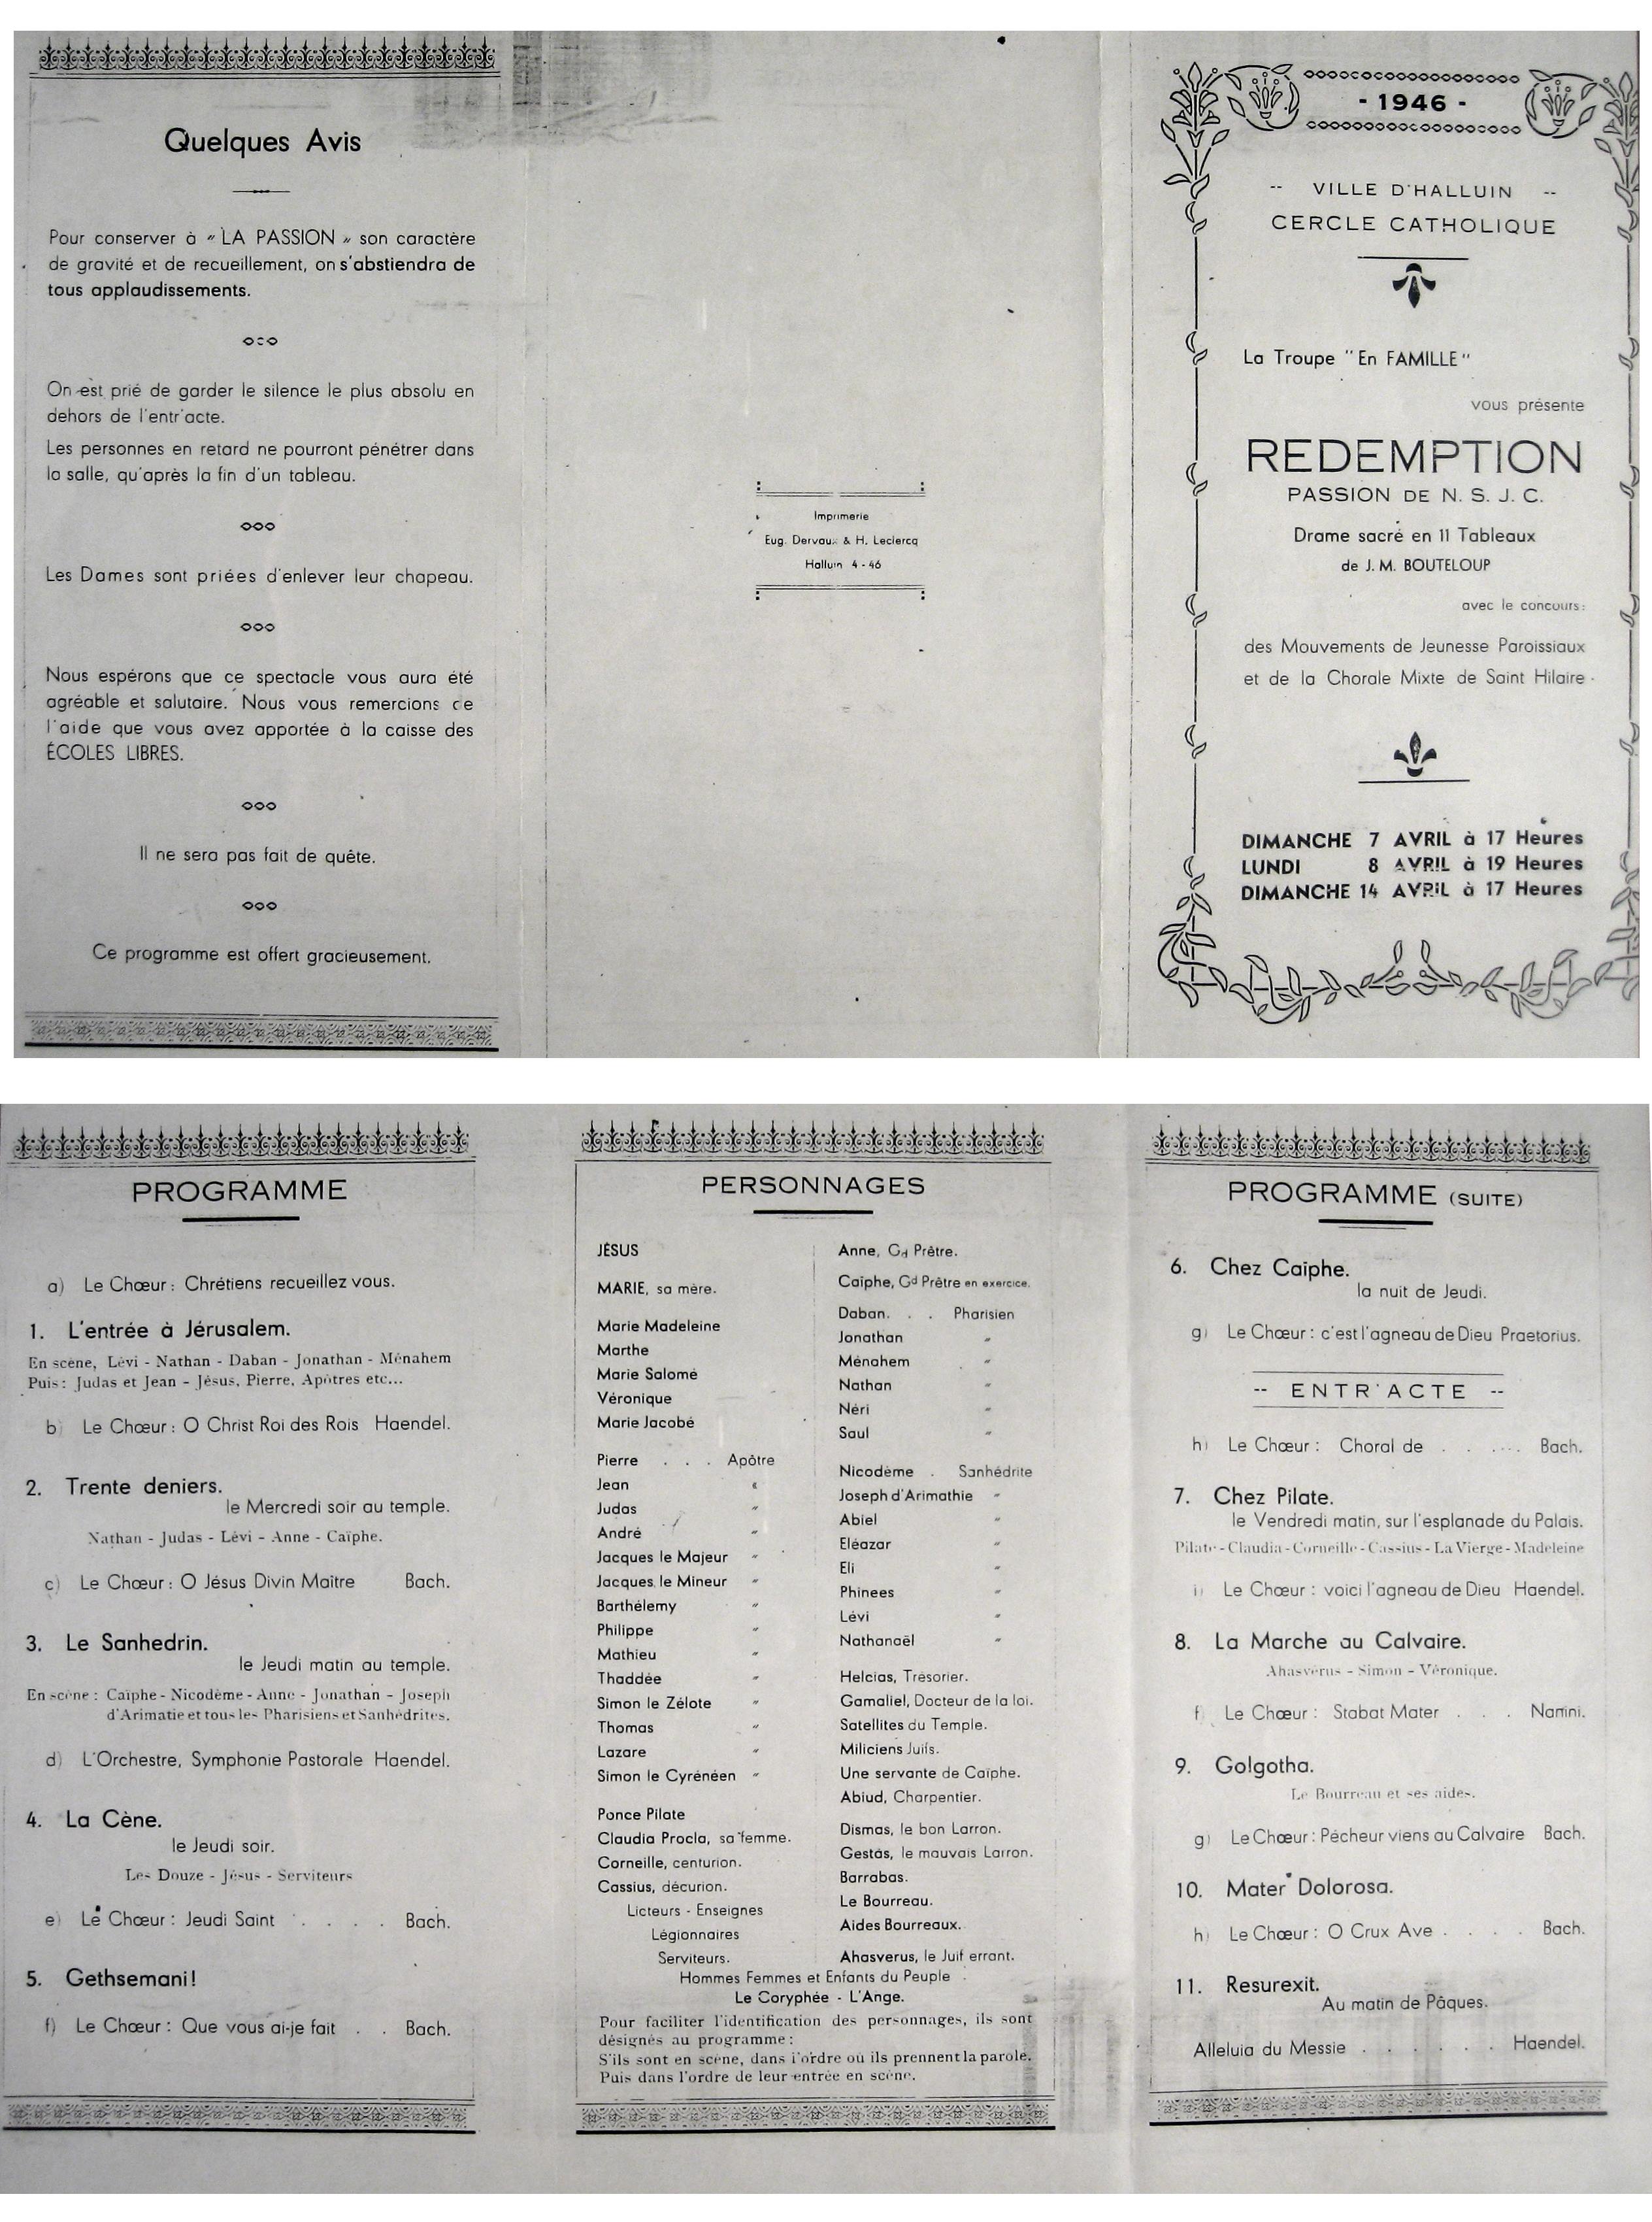 Quelques Avis
Pour conserver à « LA PASSION » son caractère
de gravité et de recueillement, on s'abstiendra de
tous applaudissements.
On est prié de garder le silence le plus absolu en
dehors de l'entr'acte.
Les personnes en retard ne pourront pénétrer dans
la salle, qu'après la fin d'un tableau.
Les Dames sont priées d'enlever leur chapeau.
Nous espérons que ce spectacle vous aura été
agréable et salutaire. Nous vous remercions de
l'aide que vous avez apportée à la caisse des
ÉCOLES LIBRES.
Il ne sera pas fait de quête.
Ce programme est offert gracieusement.
Imprimerie
Eug. Dervaux & H. Leclercq
Halluin 4 - 46
- 1946 -
-- VILLE D'HALLUIN --
CERCLE CATHOLIQUE
La Troupe "En FAMILLE"
vous présente
REDEMPTION
PASSION DE N. S. J. C.
Drame sacré en 11 Tableaux
de J. M. BOUTELOUP
avec le concours:
des Mouvements de Jeunesse Paroissiaux
et de la Chorale Mixte de Saint Hilaire.
DIMANCHE 7 AVRIL à 17 Heures
LUNDI 8 AVRIL à 19 Heures
DIMANCHE 14 AVRIL à 17 Heures
PROGRAMME
a) Le Chœur : Chrétiens recueillez vous.
1. L'entrée à Jérusalem.
En scène, Lévi - Nathan - Daban - Jonathan - Ménahem
Puis : Judas et Jean - Jésus, Pierre, Apôtres etc...
b) Le Chœur : O Christ Roi des Rois Haendel.
2. Trente deniers.
le Mercredi soir au temple.
Nathan - Judas - Lévi - Anne - Caïphe.
c) Le Chœur : O Jésus Divin Maître Bach.
3. Le Sanhedrin.
le Jeudi matin au temple.
En scène : Caïphe - Nicodème - Anne - Jonathan - Joseph
d'Arimatie et tous les Pharisiens et Sanhédrites.
d) L'Orchestre, Symphonie Pastorale Haendel.
4. La Cène.
le Jeudi soir.
Les Douze - Jésus - Serviteurs
e) Le Chœur : Jeudi Saint . . . . Bach.
5. Gethsemani !
f) Le Chœur : Que vous ai-je fait . . Bach.
PERSONNAGES
JÉSUS
MARIE, sa mère.
Marie Madeleine
Marthe
Marie Salomé
Véronique
Marie Jacobé
Pierre . . . Apôtre
Jean "
Judas "
André "
Jacques le Majeur "
Jacques le Mineur "
Barthélemy "
Philippe "
Mathieu "
Thaddée "
Simon le Zélote "
Thomas "
Lazare "
Simon le Cyrénéen "
Ponce Pilate
Claudia Procla, sa femme.
Corneille, centurion.
Cassius, décurion.
Licteurs - Enseignes
Légionnaires
Serviteurs.
Anne, Gd Prêtre.
Caïphe, Gd Prêtre en exercice.
Daban. . . Pharisien
Jonathan "
Ménahem "
Nathan "
Néri "
Saul "
Nicodème . Sanhédrite
Joseph d'Arimathie "
Abiel "
Eléazar "
Eli "
Phinees "
Lévi "
Nathanaël "
Helcias, Trésorier.
Gamaliel, Docteur de la loi.
Satellites du Temple.
Miliciens Juifs.
Une servante de Caïphe.
Abiud, Charpentier.
Dismas, le bon Larron.
Gestas, le mauvais Larron.
Barrabas.
Le Bourreau.
Aides Bourreaux.
Ahasverus, le Juif errant.
Hommes Femmes et Enfants du Peuple
Le Coryphée - L'Ange.
Pour faciliter l'identification des personnages, ils sont
désignés au programme :
S'ils sont en scène, dans l'ordre où ils prennent la parole.
Puis dans l'ordre de leur entrée en scène.
PROGRAMME (SUITE)
6. Chez Caïphe.
la nuit de Jeudi.
g) Le Chœur : c'est l'agneau de Dieu Praetorius.
-- ENTR'ACTE --
h) Le Chœur : Choral de . . . . . Bach.
7. Chez Pilate.
le Vendredi matin, sur l'esplanade du Palais.
Pilate - Claudia - Corneille - Cassius - La Vierge - Madeleine
i) Le Chœur : voici l'agneau de Dieu Haendel.
8. La Marche au Calvaire.
Ahasvérus - Simon - Véronique.
f) Le Chœur : Stabat Mater . . . Nanini.
9. Golgotha.
Le Bourreau et ses aides.
g) Le Chœur : Pécheur viens au Calvaire Bach.
10. Mater Dolorosa.
h) Le Chœur : O Crux Ave . . . . Bach.
11. Resurexit.
Au matin de Pâques.
Alleluia du Messie . . . . . . Haendel.